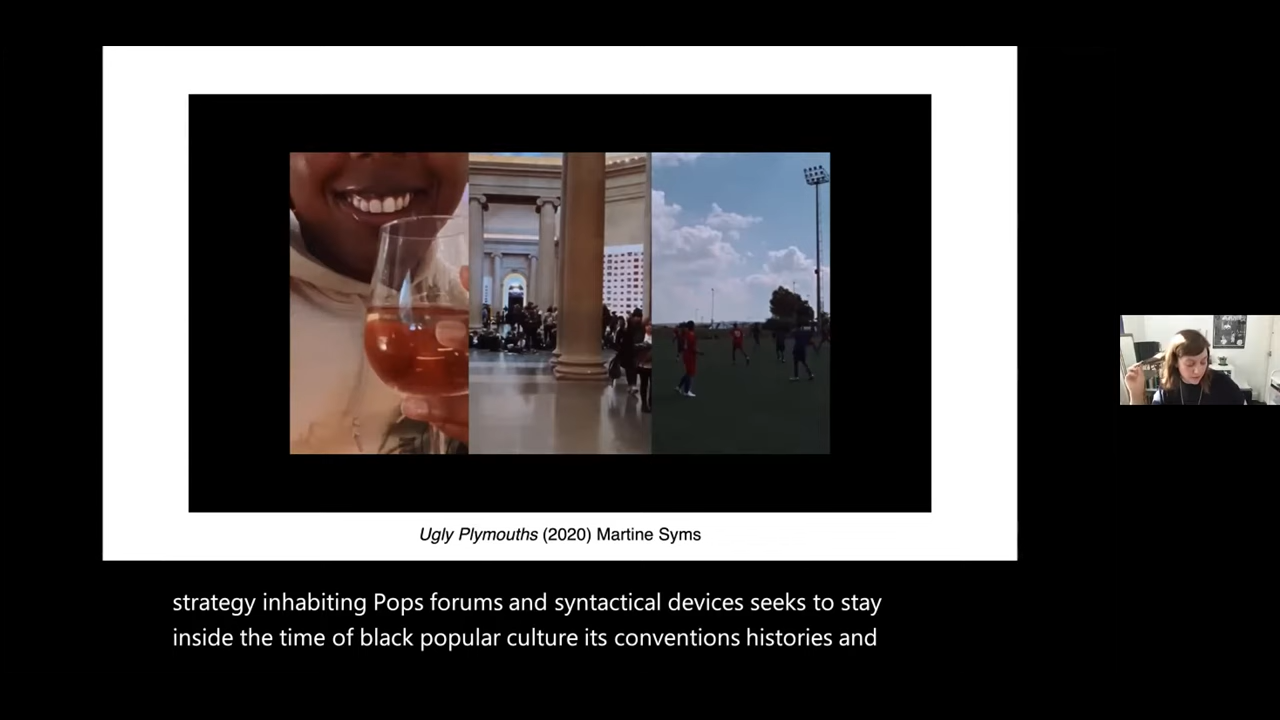 Ugly Plymouths (2020) Martine Syms
strategy inhabiting Pops forums and syntactical devices seeks to stay
inside the time of black popular culture its conventions histories and